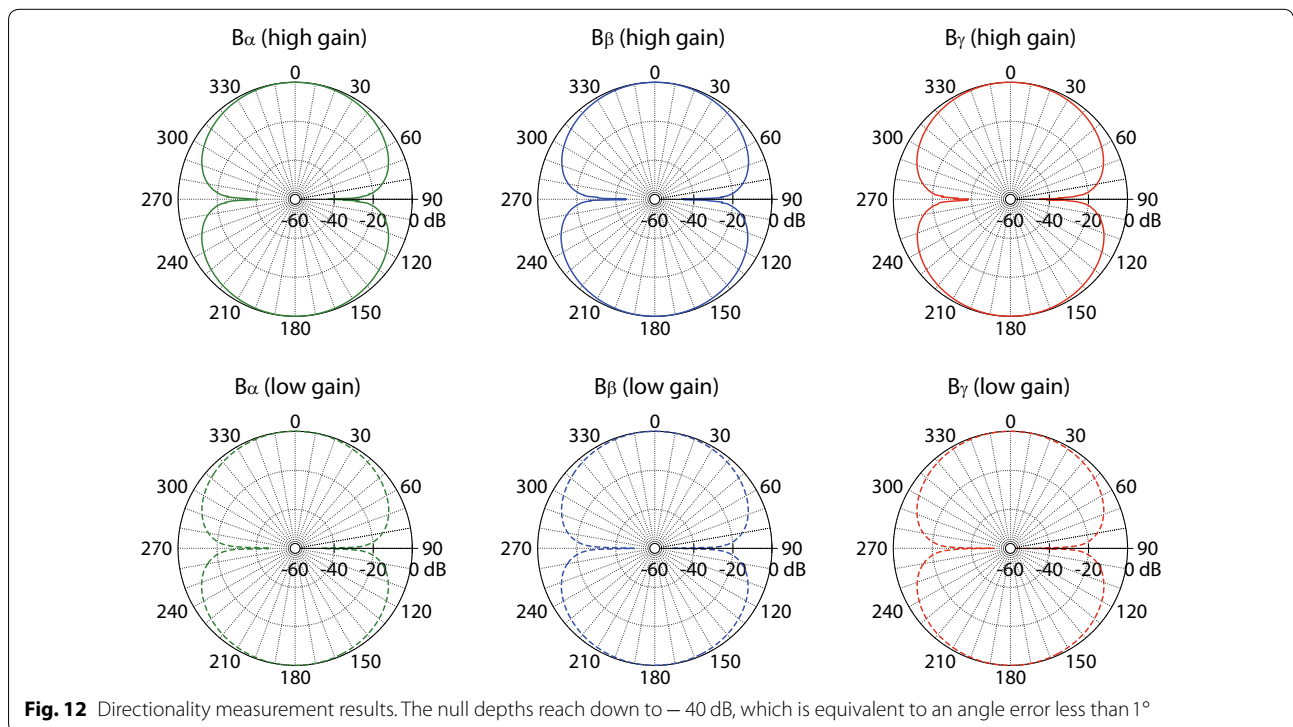 Bα (high gain) Bβ (high gain) Bγ (high gain)
0 0 0
330 30 330 30 330 30
300 60 300 60 300 60
270 90 270 90 270 90
-60 -40 -20 0 dB -60 -40 -20 0 dB -60 -40 -20 0 dB
240 120 240 120 240 120
210 150 210 150 210 150
180 180 180
Bα (low gain) Bβ (low gain) Bγ (low gain)
0 0 0
330 30 330 30 330 30
300 60 300 60 300 60
270 90 270 90 270 90
-60 -40 -20 0 dB -60 -40 -20 0 dB -60 -40 -20 0 dB
240 120 240 120 240 120
210 150 210 150 210 150
180 180 180
Fig. 12 Directionality measurement results. The null depths reach down to − 40 dB, which is equivalent to an angle error less than 1°